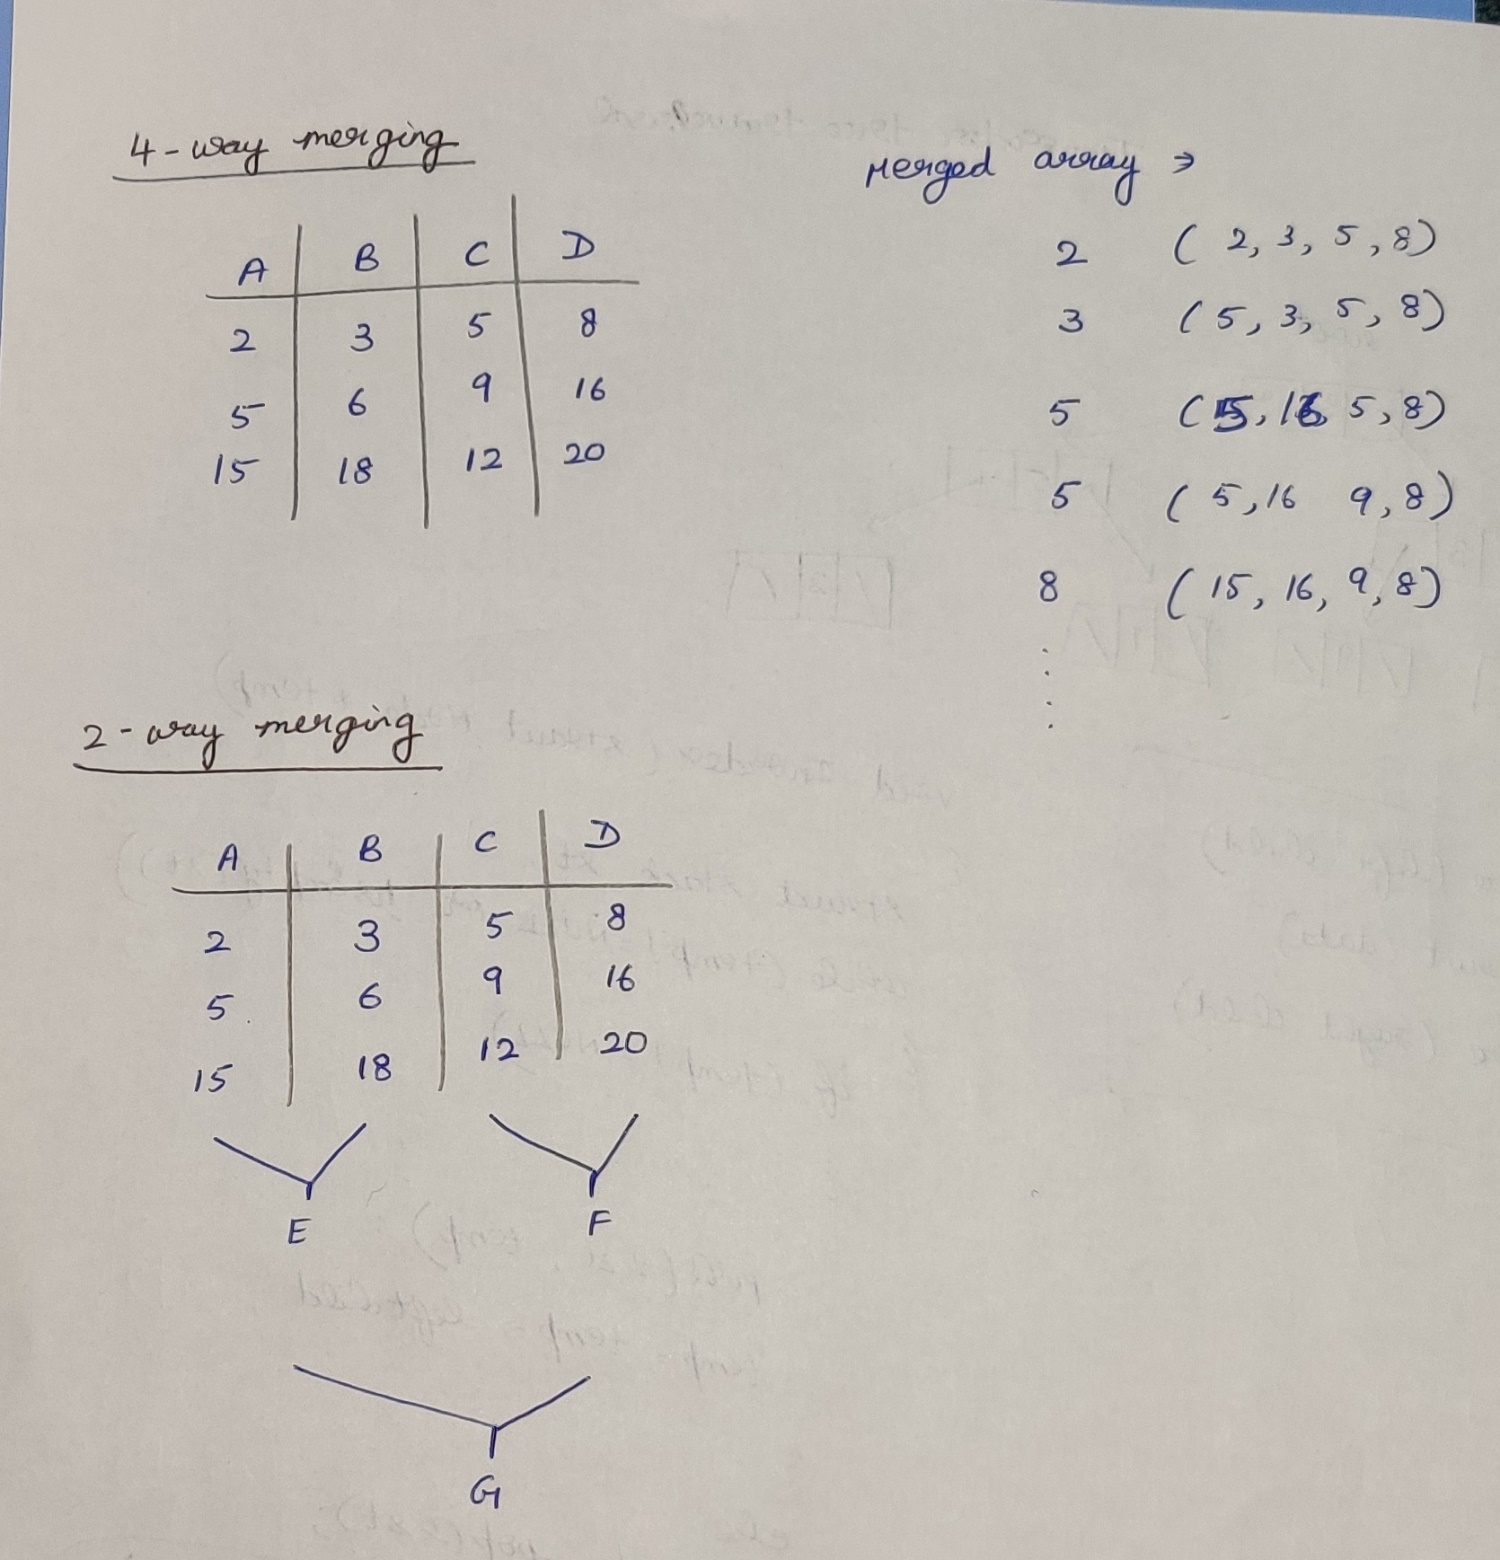 4-way merging
A B C D
2 3 5 8
5 6 9 16
15 18 12 20
Merged array ⇒
2 ( 2, 3, 5, 8)
3 ( 5, 3, 5, 8)
5 ( 5, 16, 5, 8)
5 ( 5, 16 9, 8)
8 ( 15, 16, 9, 8)
2-way merging
A B C D
2 3 5 8
5 6 9 16
15 18 12 20
E F
G